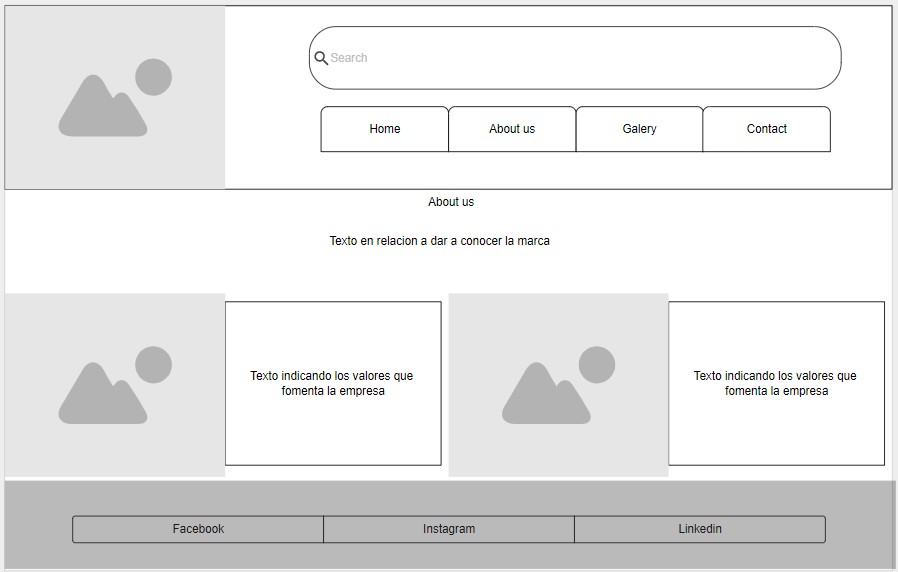 Search
Home
About us
Galery
Contact
About us
Texto en relacion a dar a conocer la marca
Texto indicando los valores que
fomenta la empresa
Texto indicando los valores que
fomenta la empresa
Facebook
Instagram
Linkedin